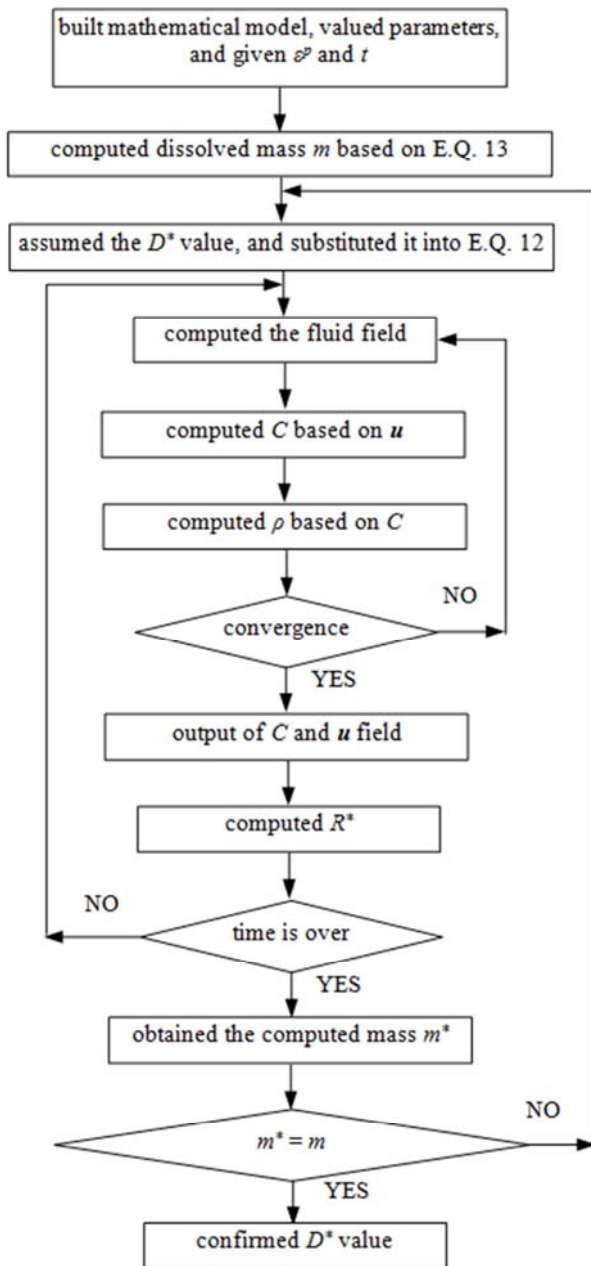 built mathematical model, valued parameters,
and given εᵖ and t
computed dissolved mass m based on E.Q. 13
assumed the D* value, and substituted it into E.Q. 12
computed the fluid field
computed C based on u
computed ρ based on C
NO
convergence
YES
output of C and u field
computed R*
NO
time is over
YES
obtained the computed mass m*
NO
m* = m
YES
confirmed D* value